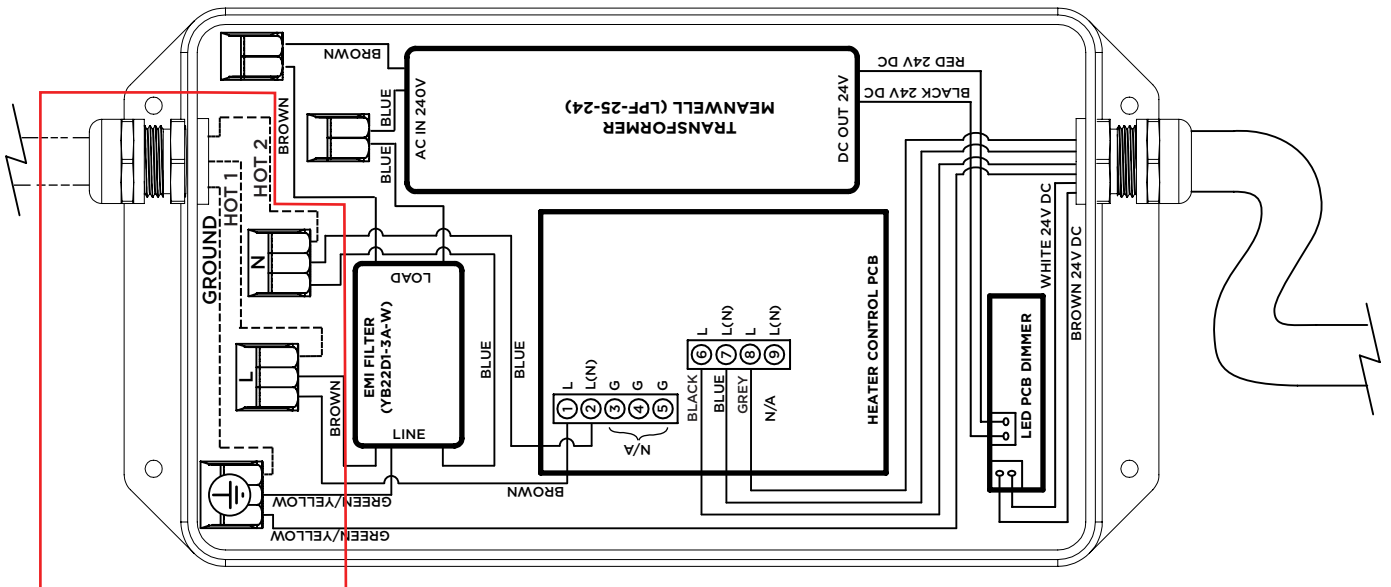 BROWN
BROWN
BLUE
BLUE
AC IN 240V
TRANSFORMER
MEANWELL (LPF-25-24)
DC OUT 24V
RED 24V DC
BLACK 24V DC
HOT 2
HOT 1
GROUND
N
L
BROWN
LOAD
EMI FILTER
(YB22D1-3A-W)
LINE
BLUE
BLUE
GREEN/YELLOW
GREEN/YELLOW
BROWN
1 L
2 L(N)
3 G
4 G
5 G
N/A
BLACK 6 L
BLUE 7 L(N)
GREY 8 L
N/A 9 L(N)
HEATER CONTROL PCB
WHITE 24V DC
BROWN 24V DC
LED PCB DIMMER